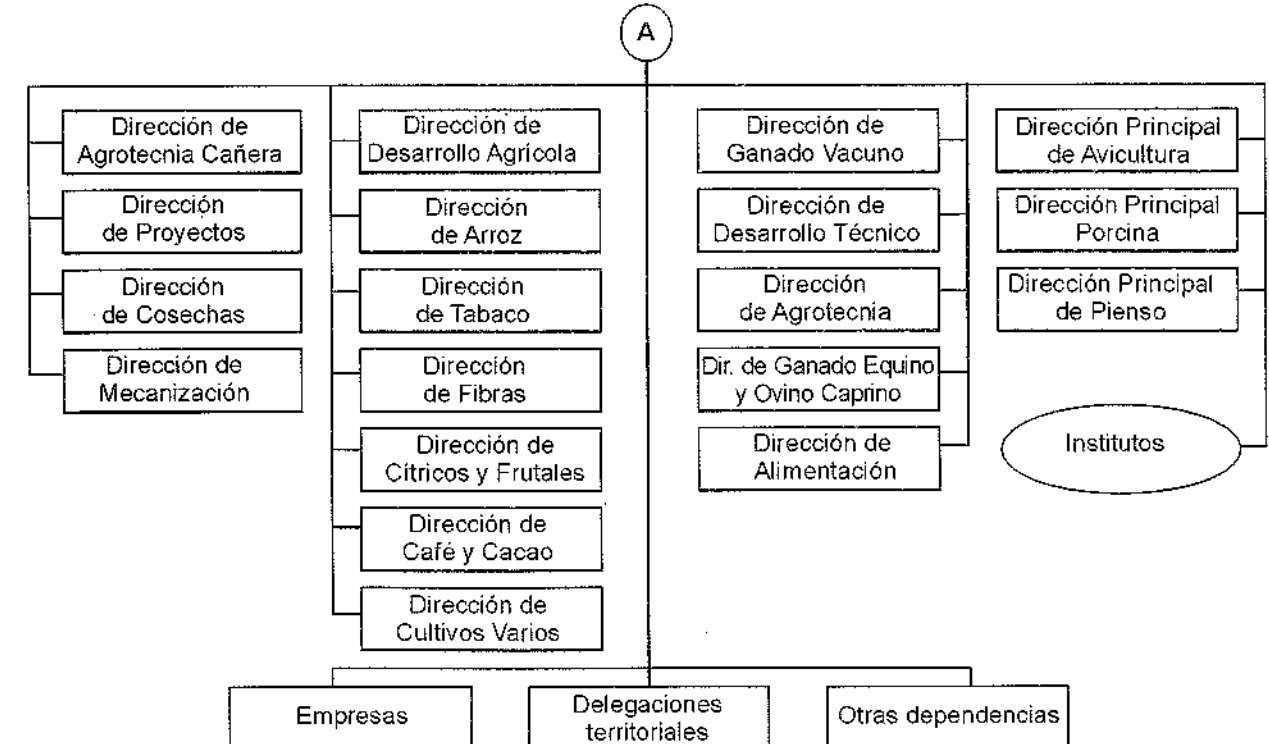 A
Dirección de
Agrotecnia Cañera
Dirección
de Proyectos
Dirección
de Cosechas
Dirección de
Mecanización
Dirección de
Desarrollo Agrícola
Dirección
de Arroz
Dirección
de Tabaco
Dirección
de Fibras
Dirección de
Cítricos y Frutales
Dirección de
Café y Cacao
Dirección de
Cultivos Varios
Dirección de
Ganado Vacuno
Dirección de
Desarrollo Técnico
Dirección
de Agrotecnia
Dir. de Ganado Equino
y Ovino Caprino
Dirección de
Alimentación
Dirección Principal
de Avicultura
Dirección Principal
Porcina
Dirección Principal
de Pienso
Institutos
Empresas
Delegaciones
territoriales
Otras dependencias